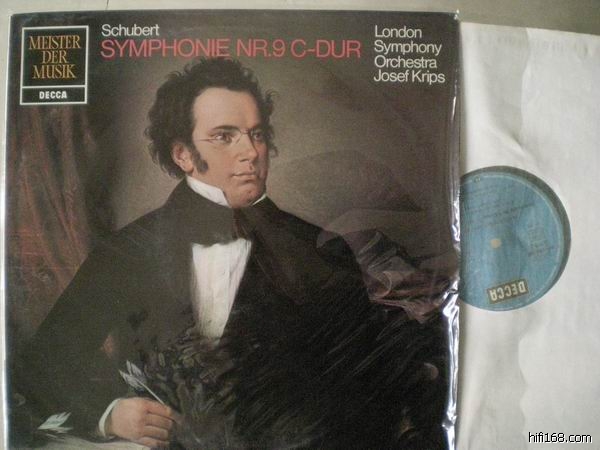 MEISTER
DER
MUSIK
DECCA
Schubert
SYMPHONIE NR.9 C-DUR
London
Symphony
Orchestra
Josef Krips
DECCA
hifi168.com